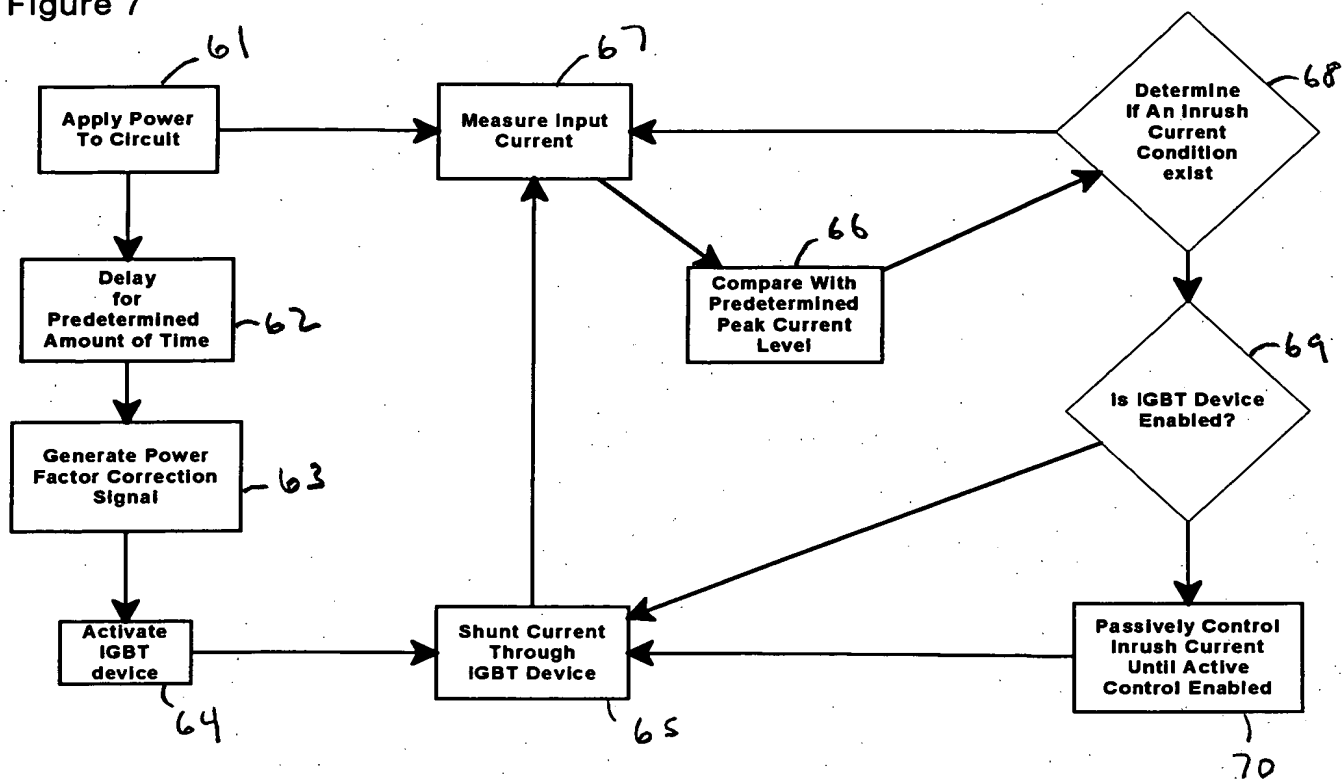 Figure 7
61
Apply Power
To Circuit
67
Measure Input
Current
68
Determine
If An Inrush
Current
Condition
exist
66
Compare With
Predetermined
Peak Current
Level
Delay
for
Predetermined
Amount of Time
62
69
Is IGBT Device
Enabled?
Generate Power
Factor Correction
Signal
63
Activate
IGBT
device
64
Shunt Current
Through
IGBT Device
65
Passively Control
Inrush Current
Until Active
Control Enabled
70